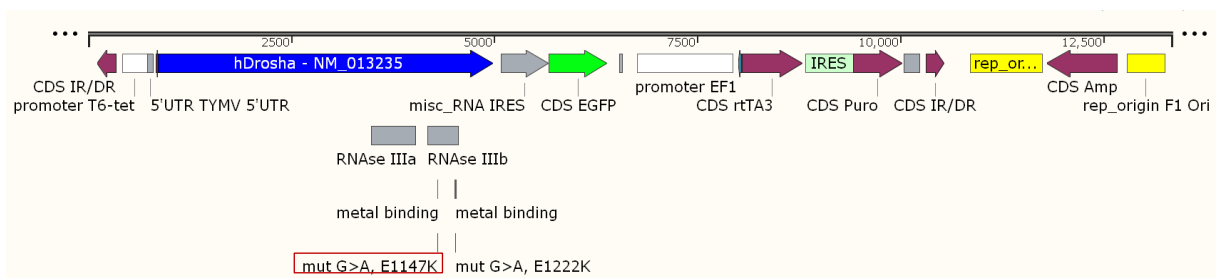 2500 5000 7500 10,000 12,500
hDrosha - NM_013235 IRES rep_or...
CDS IR/DR promoter EF1 CDS Amp
promoter T6-tet 5'UTR TYMV 5'UTR misc_RNA IRES CDS EGFP CDS rtTA3 CDS Puro CDS IR/DR rep_origin F1 Ori
RNAse IIIa RNAse IIIb
metal binding metal binding
mut G>A, E1147K mut G>A, E1222K